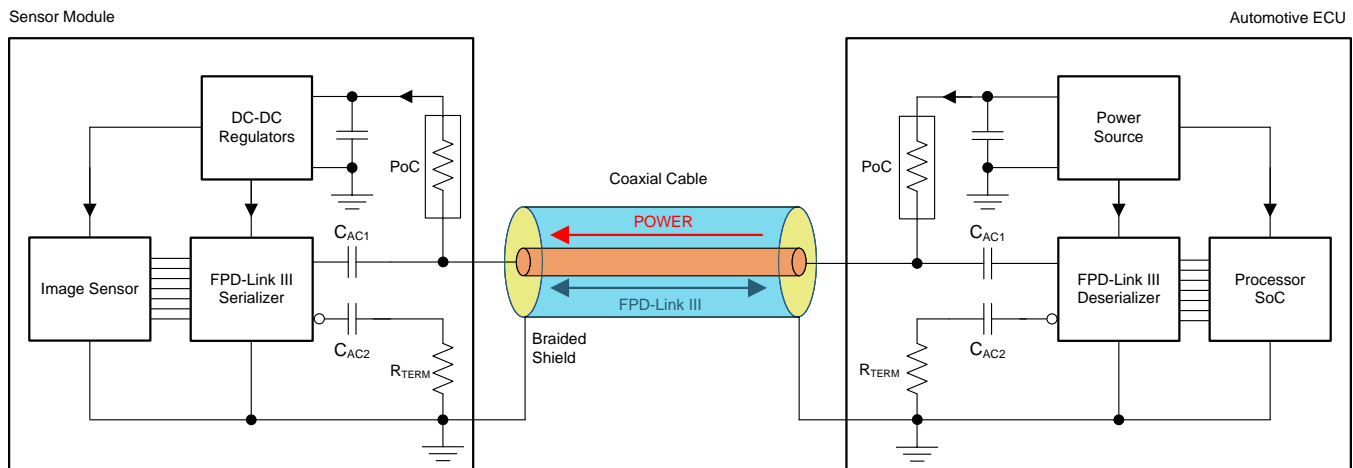 Sensor Module
Automotive ECU
DC-DC
Regulators
PoC
Image Sensor
FPD-Link III
Serializer
CAC1
CAC2
RTERM
Coaxial Cable
POWER
FPD-Link III
Braided
Shield
PoC
Power
Source
CAC1
FPD-Link III
Deserializer
Processor
SoC
CAC2
RTERM